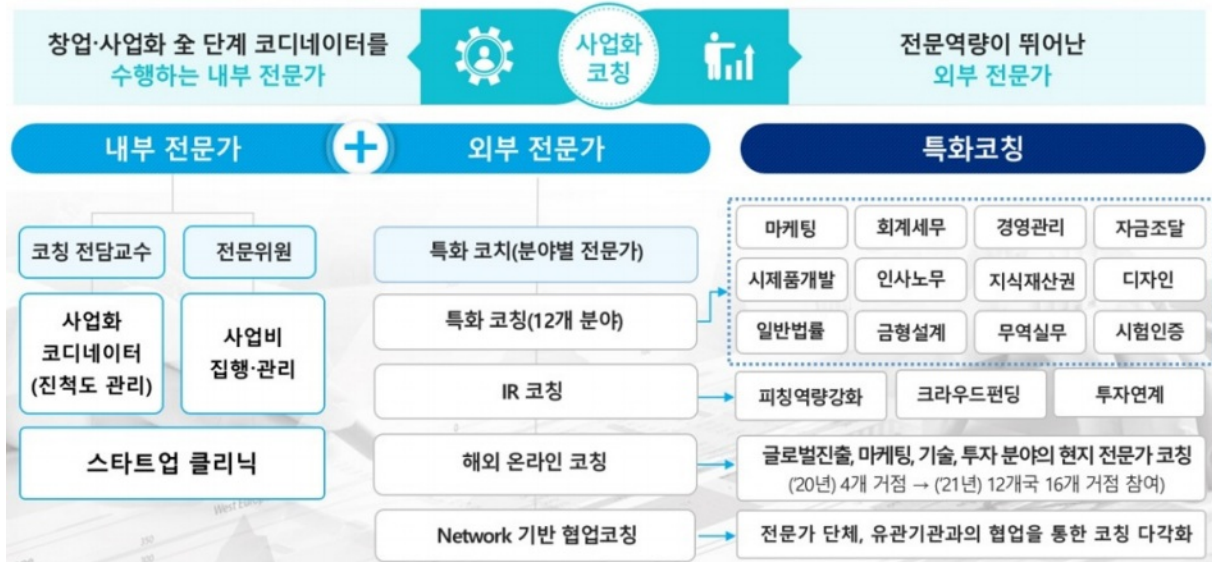 창업·사업화 全 단계 코디네이터를
수행하는 내부 전문가
사업화
코칭
전문역량이 뛰어난
외부 전문가
내부 전문가
+
외부 전문가
특화코칭
코칭 전담교수
전문위원
사업화
코디네이터
(진척도 관리)
사업비
집행·관리
스타트업 클리닉
특화 코치(분야별 전문가)
특화 코칭(12개 분야)
IR 코칭
해외 온라인 코칭
Network 기반 협업코칭
마케팅
회계세무
경영관리
자금조달
시제품개발
인사노무
지식재산권
디자인
일반법률
금형설계
무역실무
시험인증
피칭역량강화
크라우드펀딩
투자연계
글로벌진출, 마케팅, 기술, 투자 분야의 현지 전문가 코칭
('20년) 4개 거점 → ('21년) 12개국 16개 거점 참여)
전문가 단체, 유관기관과의 협업을 통한 코칭 다각화